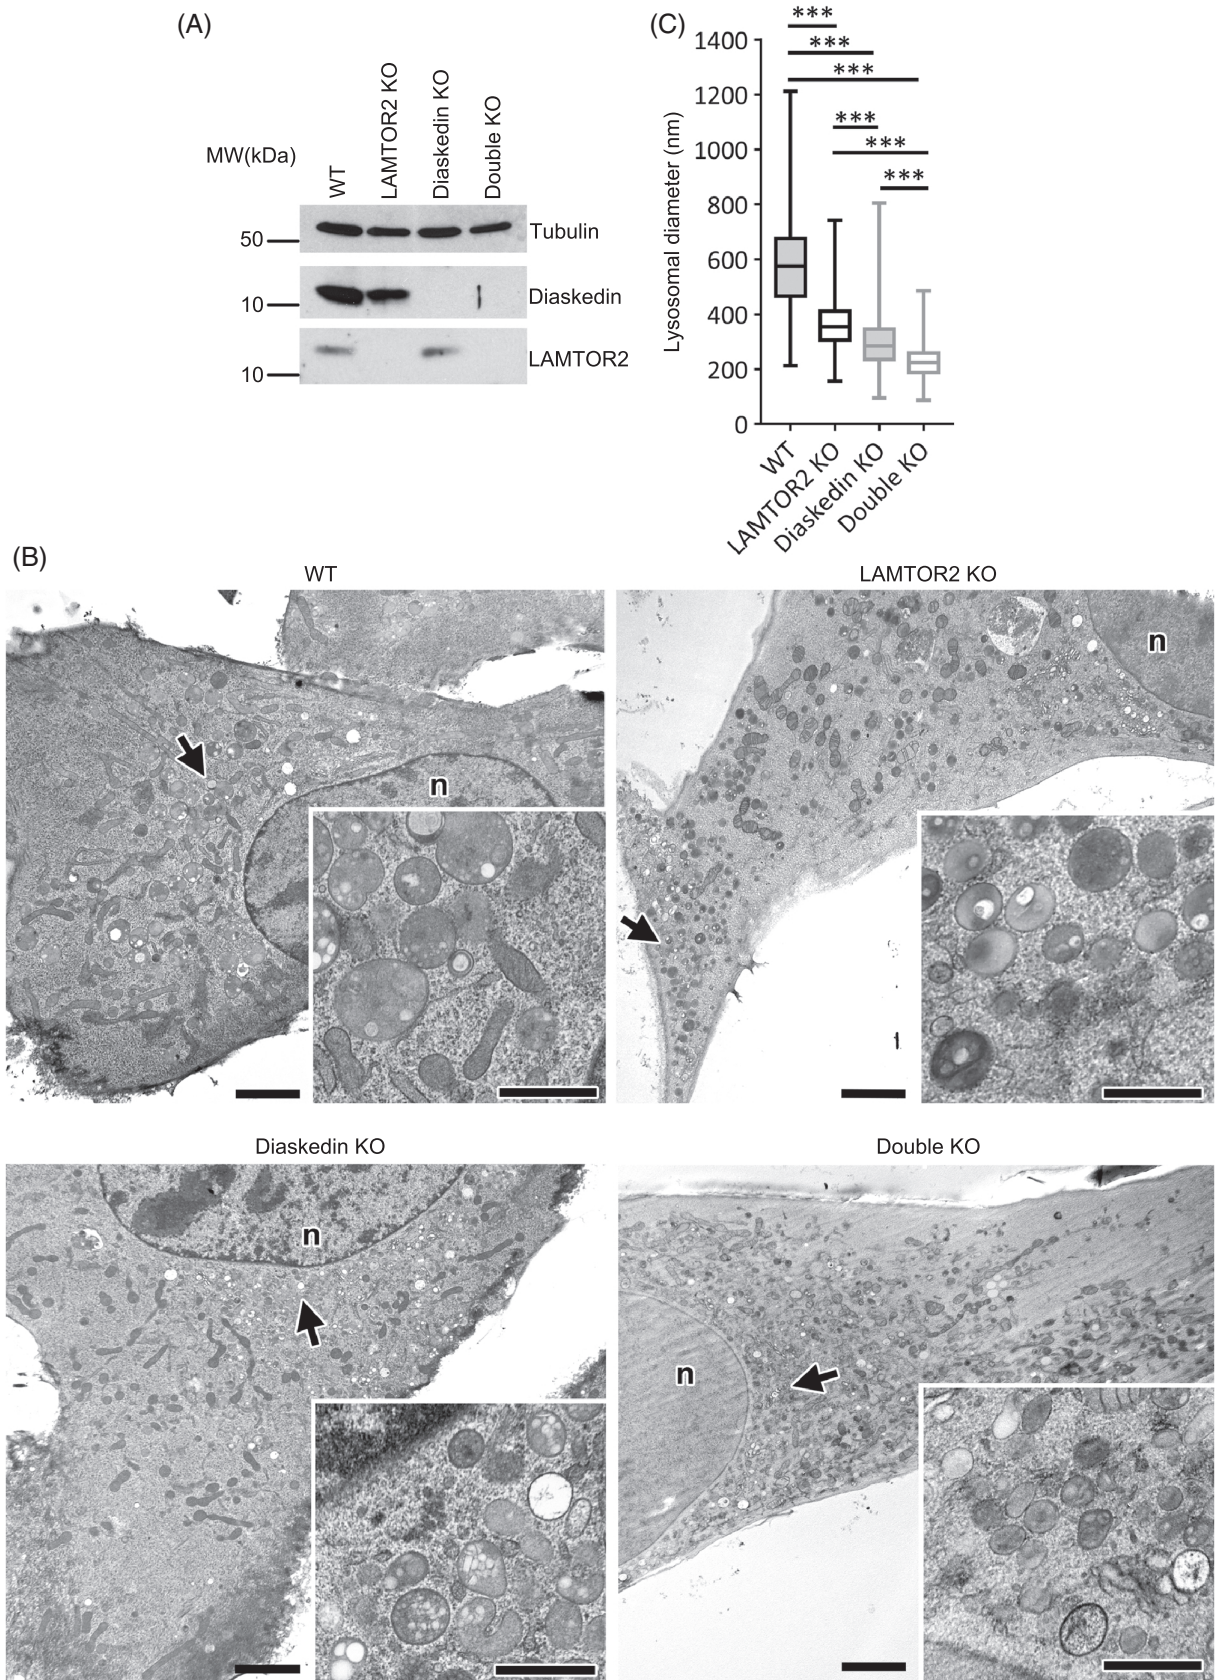 (A)
MW(kDa)
WT
LAMTOR2 KO
Diaskedin KO
Double KO
50
Tubulin
10
Diaskedin
10
LAMTOR2
(C)
Lysosomal diameter (nm)
1400
1200
1000
800
600
400
200
0
***
***
***
***
***
***
WT
LAMTOR2 KO
Diaskedin KO
Double KO
(B)
WT
LAMTOR2 KO
n
n
Diaskedin KO
Double KO
n
n